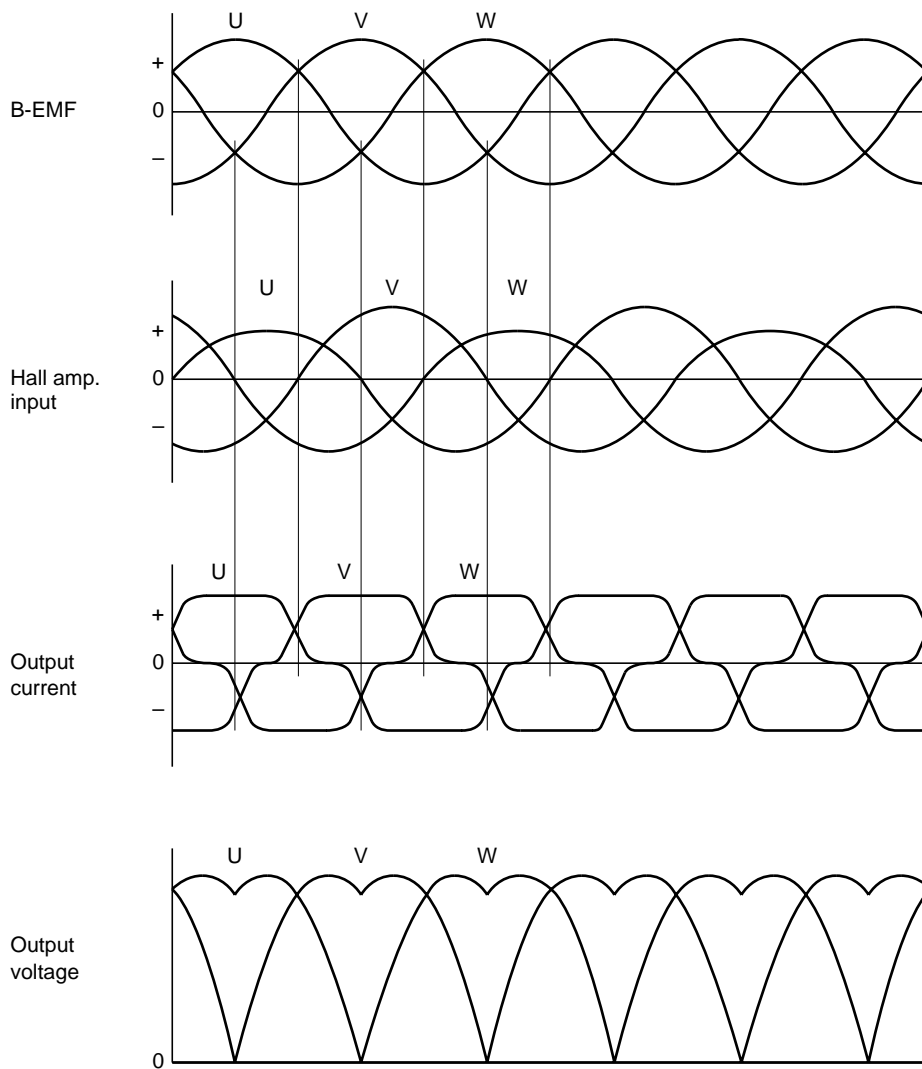 U V W
+
B-EMF 0
–
U V W
+
Hall amp. 0
input
–
U V W
+
Output 0
current
–
U V W
Output
voltage
0